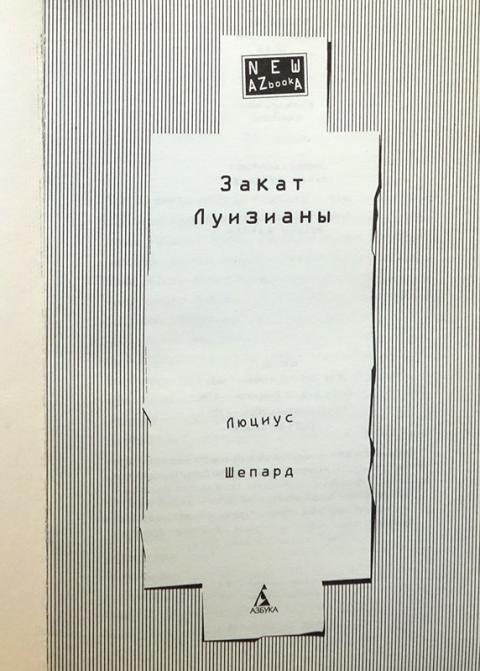 NEW
AZbookA
Закат
Луизианы
Люциус
Шепард
АЗБУКА